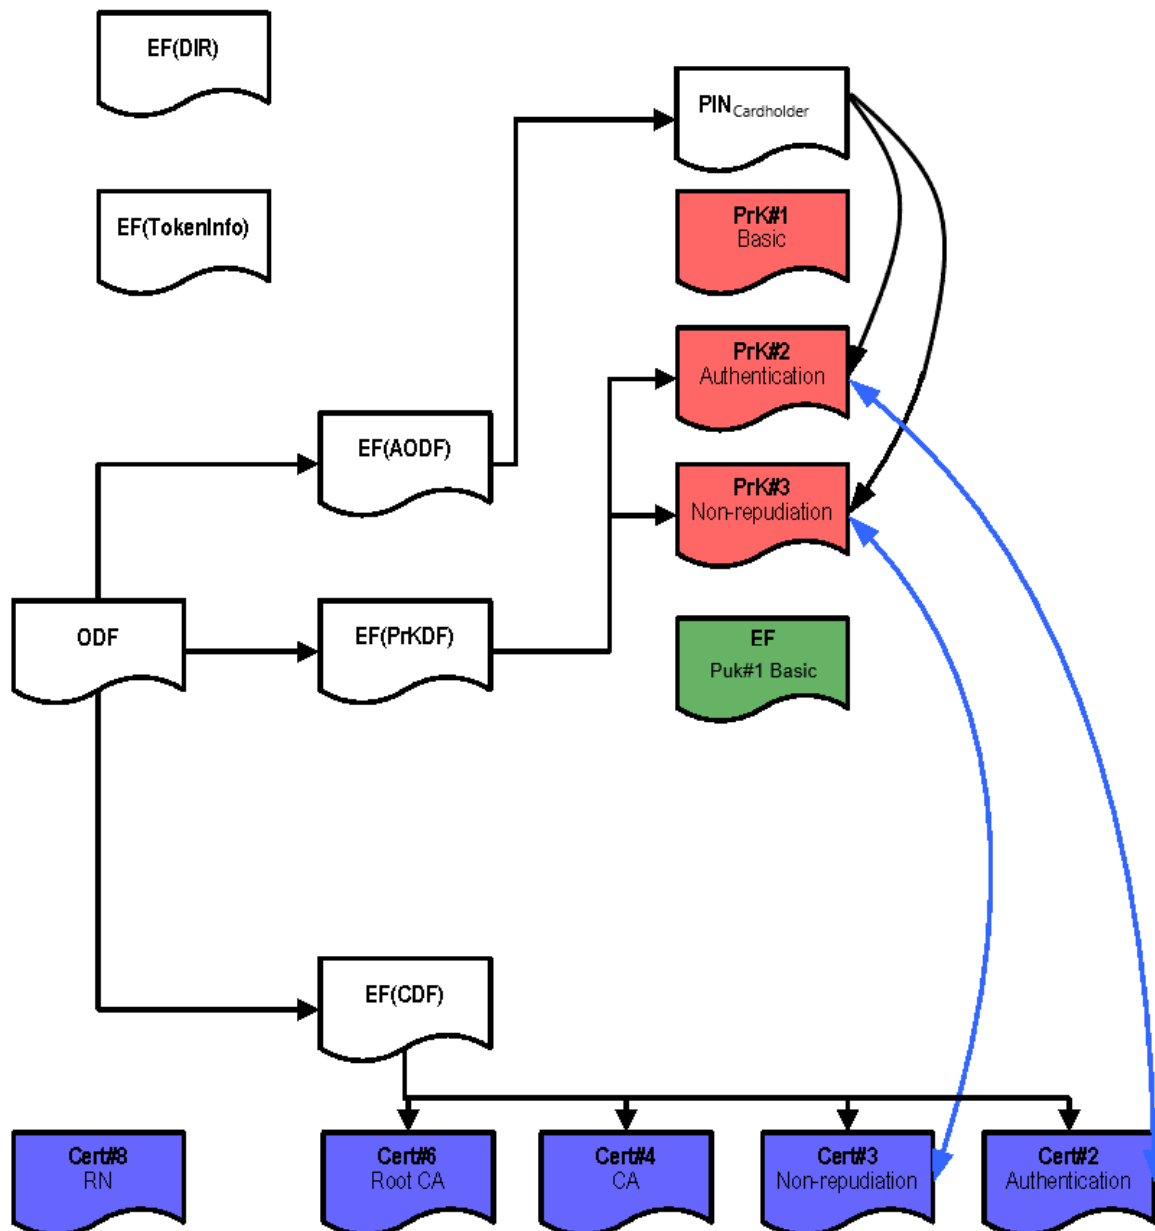 EF(DIR)
PIN Cardholder
EF(TokenInfo)
PrK#1
Basic
PrK#2
Authentication
EF(AODF)
PrK#3
Non-repudiation
ODF
EF(PrKDF)
EF
Puk#1 Basic
EF(CDF)
Cert#8
RN
Cert#6
Root CA
Cert#4
CA
Cert#3
Non-repudiation
Cert#2
Authentication